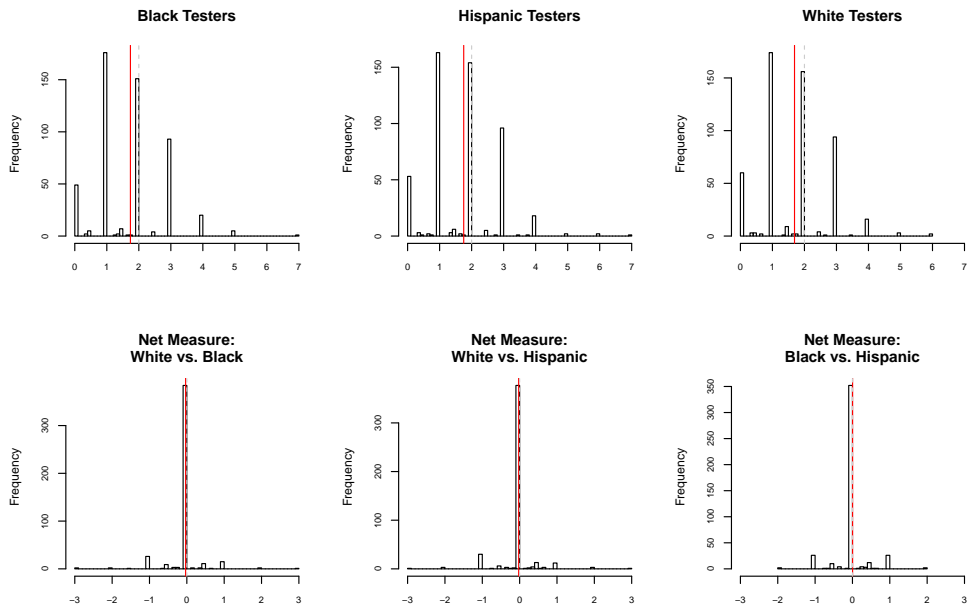 Black Testers
Hispanic Testers
White Testers
Frequency
0 50 100 150
0 1 2 3 4 5 6 7
Frequency
0 50 100 150
0 1 2 3 4 5 6 7
Frequency
0 50 100 150
0 1 2 3 4 5 6 7
Net Measure:
White vs. Black
Net Measure:
White vs. Hispanic
Net Measure:
Black vs. Hispanic
Frequency
0 100 200 300
−3 −2 −1 0 1 2 3
Frequency
0 100 200 300
−3 −2 −1 0 1 2 3
Frequency
0 50 100 150 200 250 300 350
−3 −2 −1 0 1 2 3